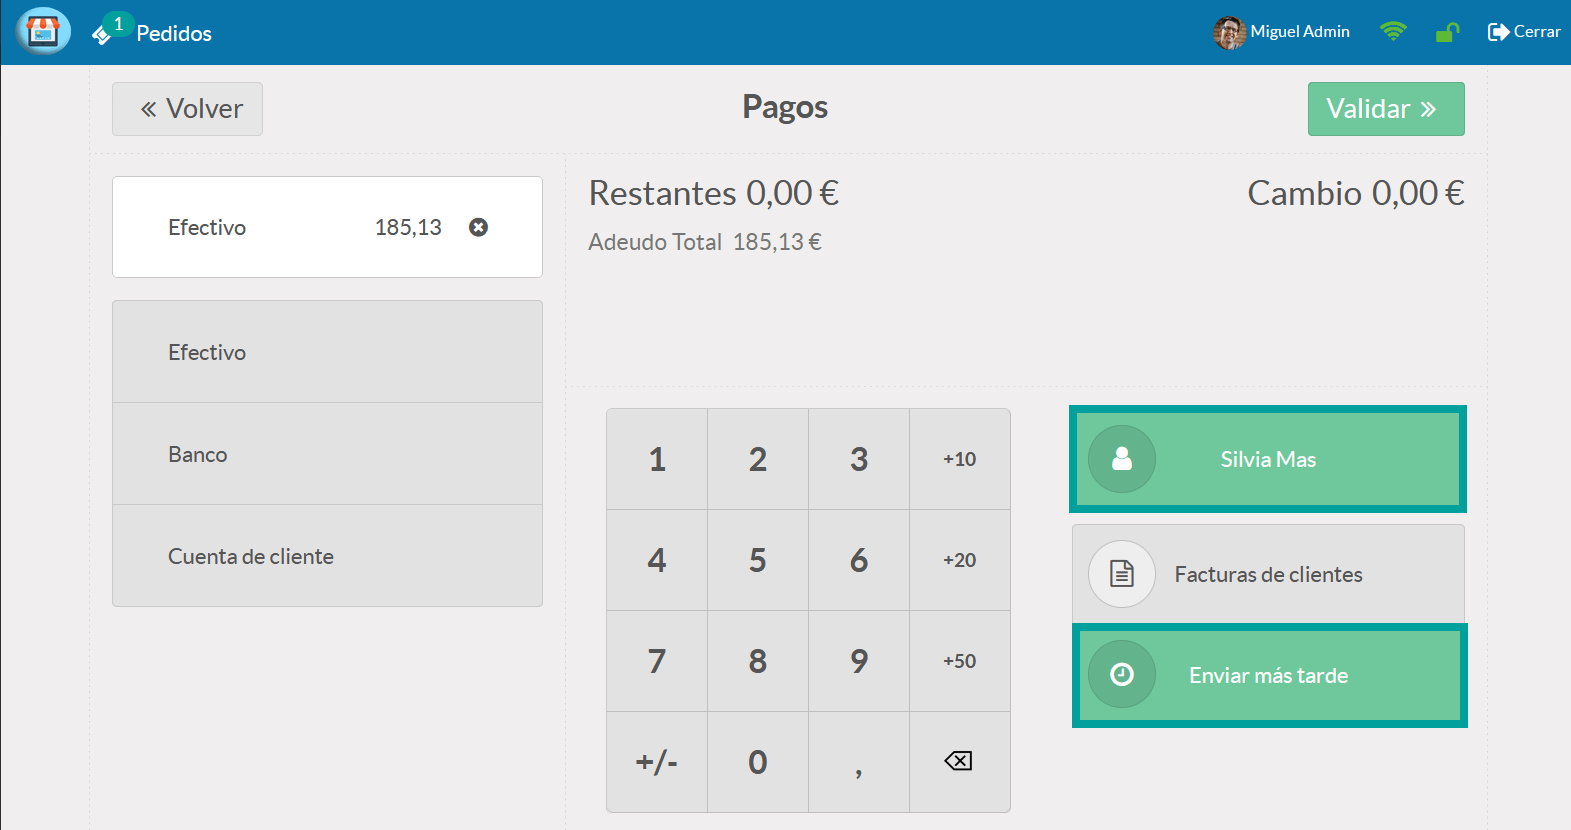 1 Pedidos
Miguel Admin
Cerrar
« Volver
Pagos
Validar »
Efectivo 185,13
Restantes 0,00 €
Cambio 0,00 €
Adeudo Total 185,13 €
Efectivo
Banco
Cuenta de cliente
1 2 3 +10
4 5 6 +20
7 8 9 +50
+/- 0 ,
Silvia Mas
Facturas de clientes
Enviar más tarde